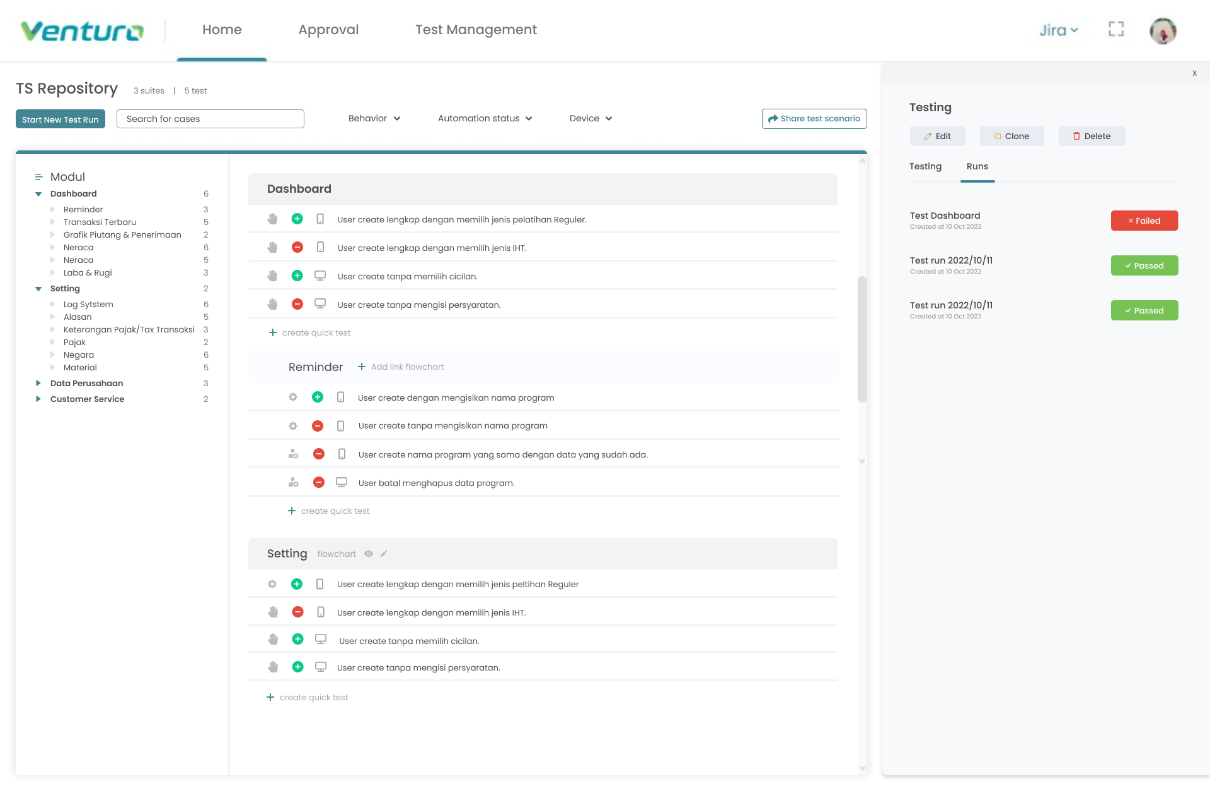 Venturo
Home
Approval
Test Management
Jira
TS Repository
3 suites | 5 test
Start New Test Run
Search for cases
Behavior
Automation status
Device
Share test scenario
Modul
Dashboard 6
Reminder 3
Transaksi Terbaru 5
Grafik Piutang & Penerimaan 2
Neraca 6
Neraca 5
Laba & Rugi 3
Setting 2
Log Sytstem 6
Alasan 5
Keterangan Pajak/Tax Transaksi 3
Pajak 2
Negara 6
Material 5
Data Perusahaan 3
Customer Service 2
Dashboard
User create lengkap dengan memilih jenis pelatihan Reguler.
User create lengkap dengan memilih jenis IHT.
User create tanpa memilih cicilan.
User create tanpa mengisi persyaratan.
+ create quick test
Reminder
+ Add link flowchart
User create dengan mengisikan nama program
User create tanpa mengisikan nama program
User create nama program yang sama dengan data yang sudah ada.
User batal menghapus data program.
+ create quick test
Setting
flowchart
User create lengkap dengan memilih jenis peltihan Reguler
User create lengkap dengan memilih jenis IHT.
User create tanpa memilih cicilan.
User create tanpa mengisi persyaratan.
+ create quick test
x
Testing
Edit
Clone
Delete
Testing
Runs
Test Dashboard
Created at 10 Oct 2022
Failed
Test run 2022/10/11
Created at 10 Oct 2022
Passed
Test run 2022/10/11
Created at 10 Oct 2022
Passed